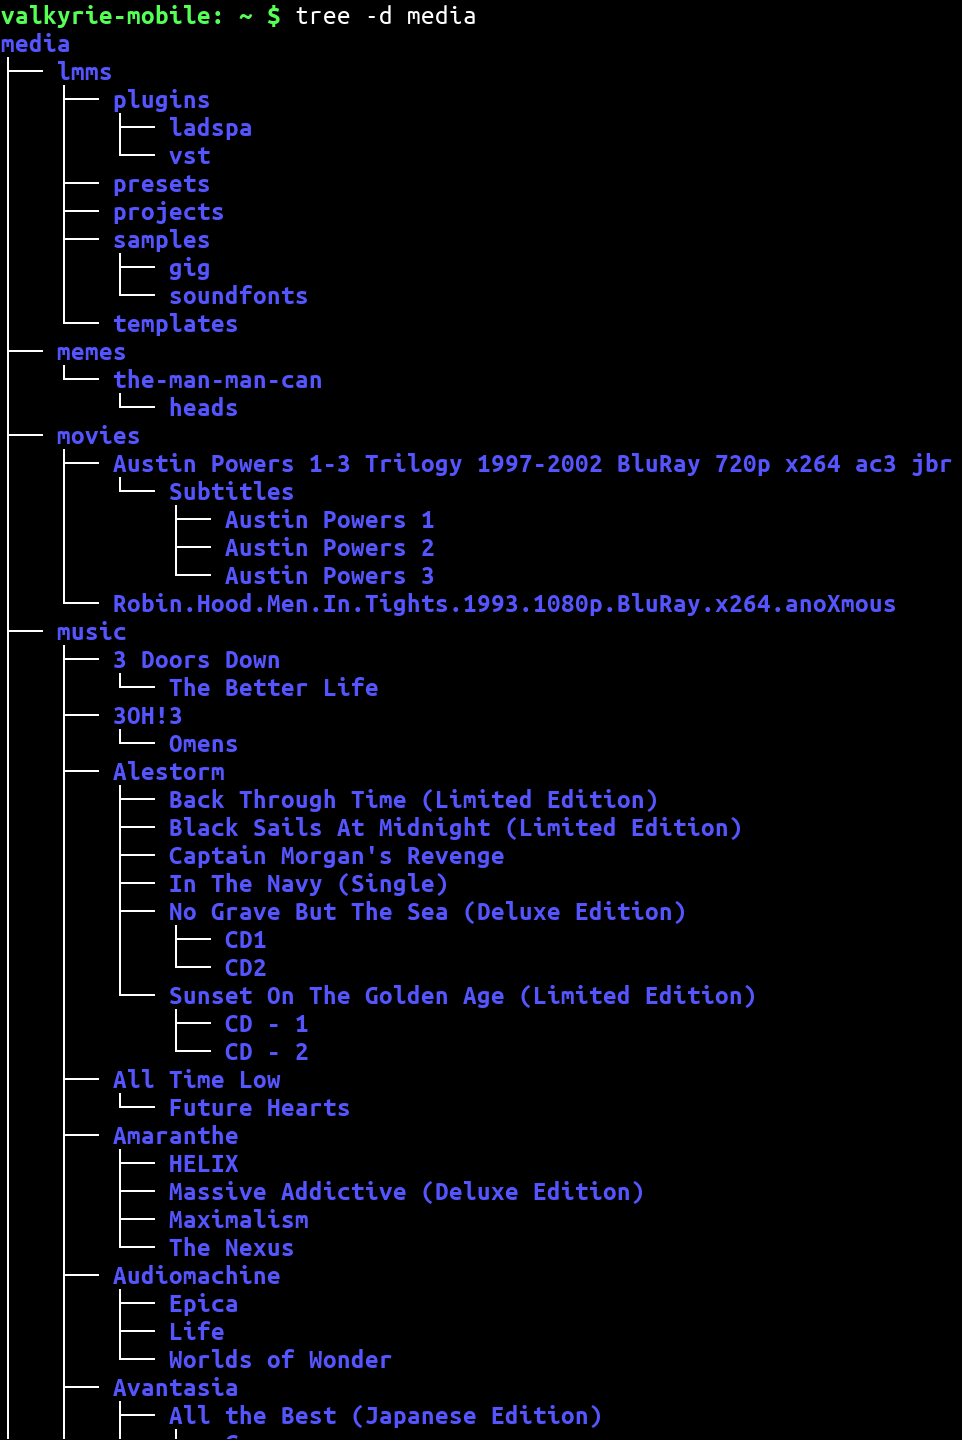 valkyrie-mobile: ~ $ tree -d media
media
├── lmms
│   ├── plugins
│   │   ├── ladspa
│   │   └── vst
│   ├── presets
│   ├── projects
│   ├── samples
│   │   ├── gig
│   │   └── soundfonts
│   └── templates
├── memes
│   └── the-man-man-can
│       └── heads
├── movies
│   ├── Austin Powers 1-3 Trilogy 1997-2002 BluRay 720p x264 ac3 jbr
│   │   └── Subtitles
│   │       ├── Austin Powers 1
│   │       ├── Austin Powers 2
│   │       └── Austin Powers 3
│   └── Robin.Hood.Men.In.Tights.1993.1080p.BluRay.x264.anoXmous
├── music
│   ├── 3 Doors Down
│   │   └── The Better Life
│   ├── 3OH!3
│   │   └── Omens
│   ├── Alestorm
│   │   ├── Back Through Time (Limited Edition)
│   │   ├── Black Sails At Midnight (Limited Edition)
│   │   ├── Captain Morgan's Revenge
│   │   ├── In The Navy (Single)
│   │   ├── No Grave But The Sea (Deluxe Edition)
│   │   │   ├── CD1
│   │   │   └── CD2
│   │   └── Sunset On The Golden Age (Limited Edition)
│   │       ├── CD - 1
│   │       └── CD - 2
│   ├── All Time Low
│   │   └── Future Hearts
│   ├── Amaranthe
│   │   ├── HELIX
│   │   ├── Massive Addictive (Deluxe Edition)
│   │   ├── Maximalism
│   │   └── The Nexus
│   ├── Audiomachine
│   │   ├── Epica
│   │   ├── Life
│   │   └── Worlds of Wonder
│   ├── Avantasia
│   │   ├── All the Best (Japanese Edition)